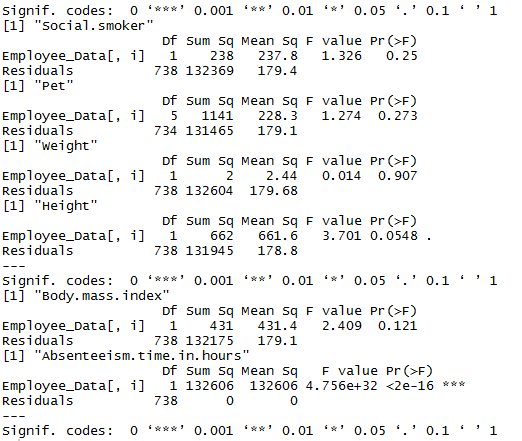 Signif. codes:  0 ‘***’ 0.001 ‘**’ 0.01 ‘*’ 0.05 ‘.’ 0.1 ‘ ’ 1
[1] "Social.smoker"
                    Df Sum Sq Mean Sq F value Pr(>F)
Employee_Data[, i]   1    238   237.8   1.326   0.25
Residuals          738 132369   179.4
[1] "Pet"
                    Df Sum Sq Mean Sq F value Pr(>F)
Employee_Data[, i]   5   1141   228.3   1.274  0.273
Residuals          734 131465   179.1
[1] "Weight"
                    Df Sum Sq Mean Sq F value Pr(>F)
Employee_Data[, i]   1      2    2.44   0.014  0.907
Residuals          738 132604  179.68
[1] "Height"
                    Df Sum Sq Mean Sq F value Pr(>F)
Employee_Data[, i]   1    662   661.6   3.701 0.0548 .
Residuals          738 131945   178.8
---
Signif. codes:  0 ‘***’ 0.001 ‘**’ 0.01 ‘*’ 0.05 ‘.’ 0.1 ‘ ’ 1
[1] "Body.mass.index"
                    Df Sum Sq Mean Sq F value Pr(>F)
Employee_Data[, i]   1    431   431.4   2.409  0.121
Residuals          738 132175   179.1
[1] "Absenteeism.time.in.hours"
                    Df Sum Sq Mean Sq   F value Pr(>F)
Employee_Data[, i]   1 132606  132606 4.756e+32 <2e-16 ***
Residuals          738      0       0
---
Signif. codes:  0 ‘***’ 0.001 ‘**’ 0.01 ‘*’ 0.05 ‘.’ 0.1 ‘ ’ 1